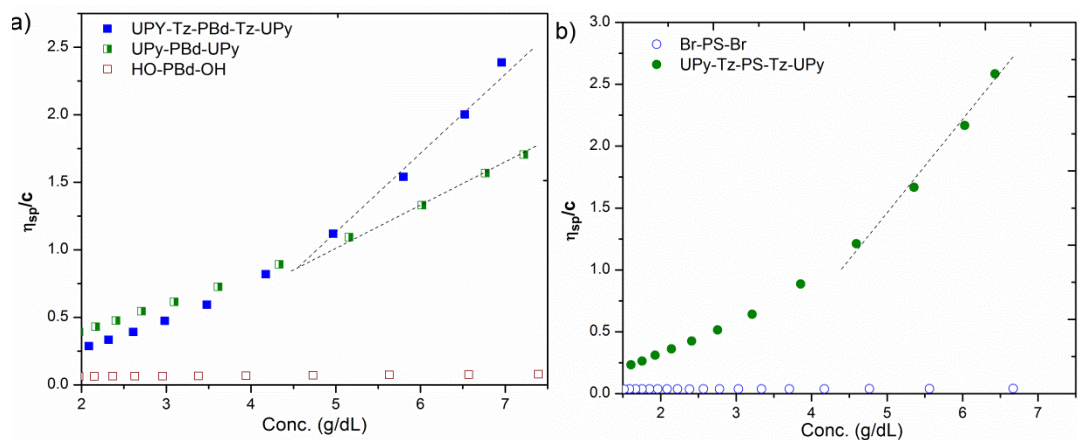 a)
UPY-Tz-PBd-Tz-UPy
UPy-PBd-UPy
HO-PBd-OH
2.5
2.0
1.5
1.0
0.5
0.0
ηsp/c
2 3 4 5 6 7
Conc. (g/dL)
b)
Br-PS-Br
UPy-Tz-PS-Tz-UPy
3.0
2.5
2.0
1.5
1.0
0.5
0.0
ηsp/c
2 3 4 5 6 7
Conc. (g/dL)